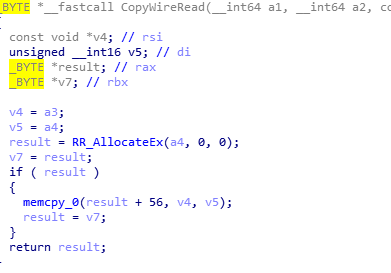 _BYTE *__fastcall CopyWireRead(__int64 a1, __int64 a2, co
const void *v4; // rsi
unsigned __int16 v5; // di
_BYTE *result; // rax
_BYTE *v7; // rbx
v4 = a3;
v5 = a4;
result = RR_AllocateEx(a4, 0, 0);
v7 = result;
if ( result )
{
memcpy_0(result + 56, v4, v5);
result = v7;
}
return result;